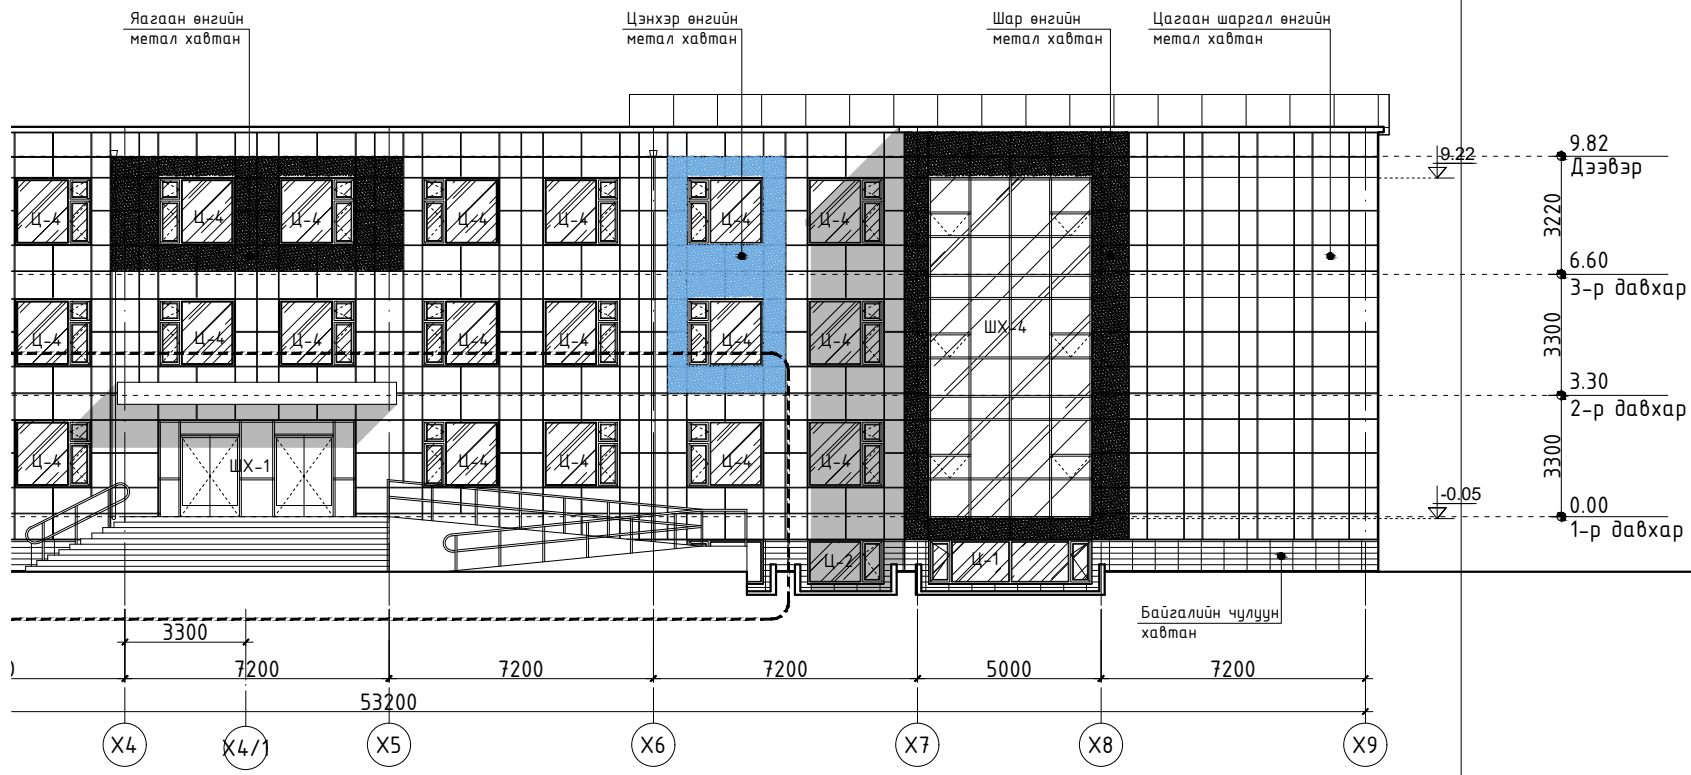 Ягаан өнгийн
метал хавтан
Цэнхэр өнгийн
метал хавтан
Шар өнгийн
метал хавтан
Цагаан шаргал өнгийн
метал хавтан
9.22
9.82
Дээвэр
3220
Ц-4
Ц-4
Ц-4
Ц-4
Ц-4
Ц-4
Ц-4
6.60
3-р давхар
ШХ-4
3300
Ц-4
Ц-4
Ц-4
Ц-4
Ц-4
Ц-4
Ц-4
3.30
2-р давхар
3300
Ц-4
ШХ-1
Ц-4
Ц-4
Ц-4
Ц-4
-0.05
0.00
1-р давхар
Ц-2
Ц-1
Байгалийн чулуун
хавтан
3300
7200
7200
7200
5000
7200
53200
X4
X4/1
X5
X6
X7
X8
X9